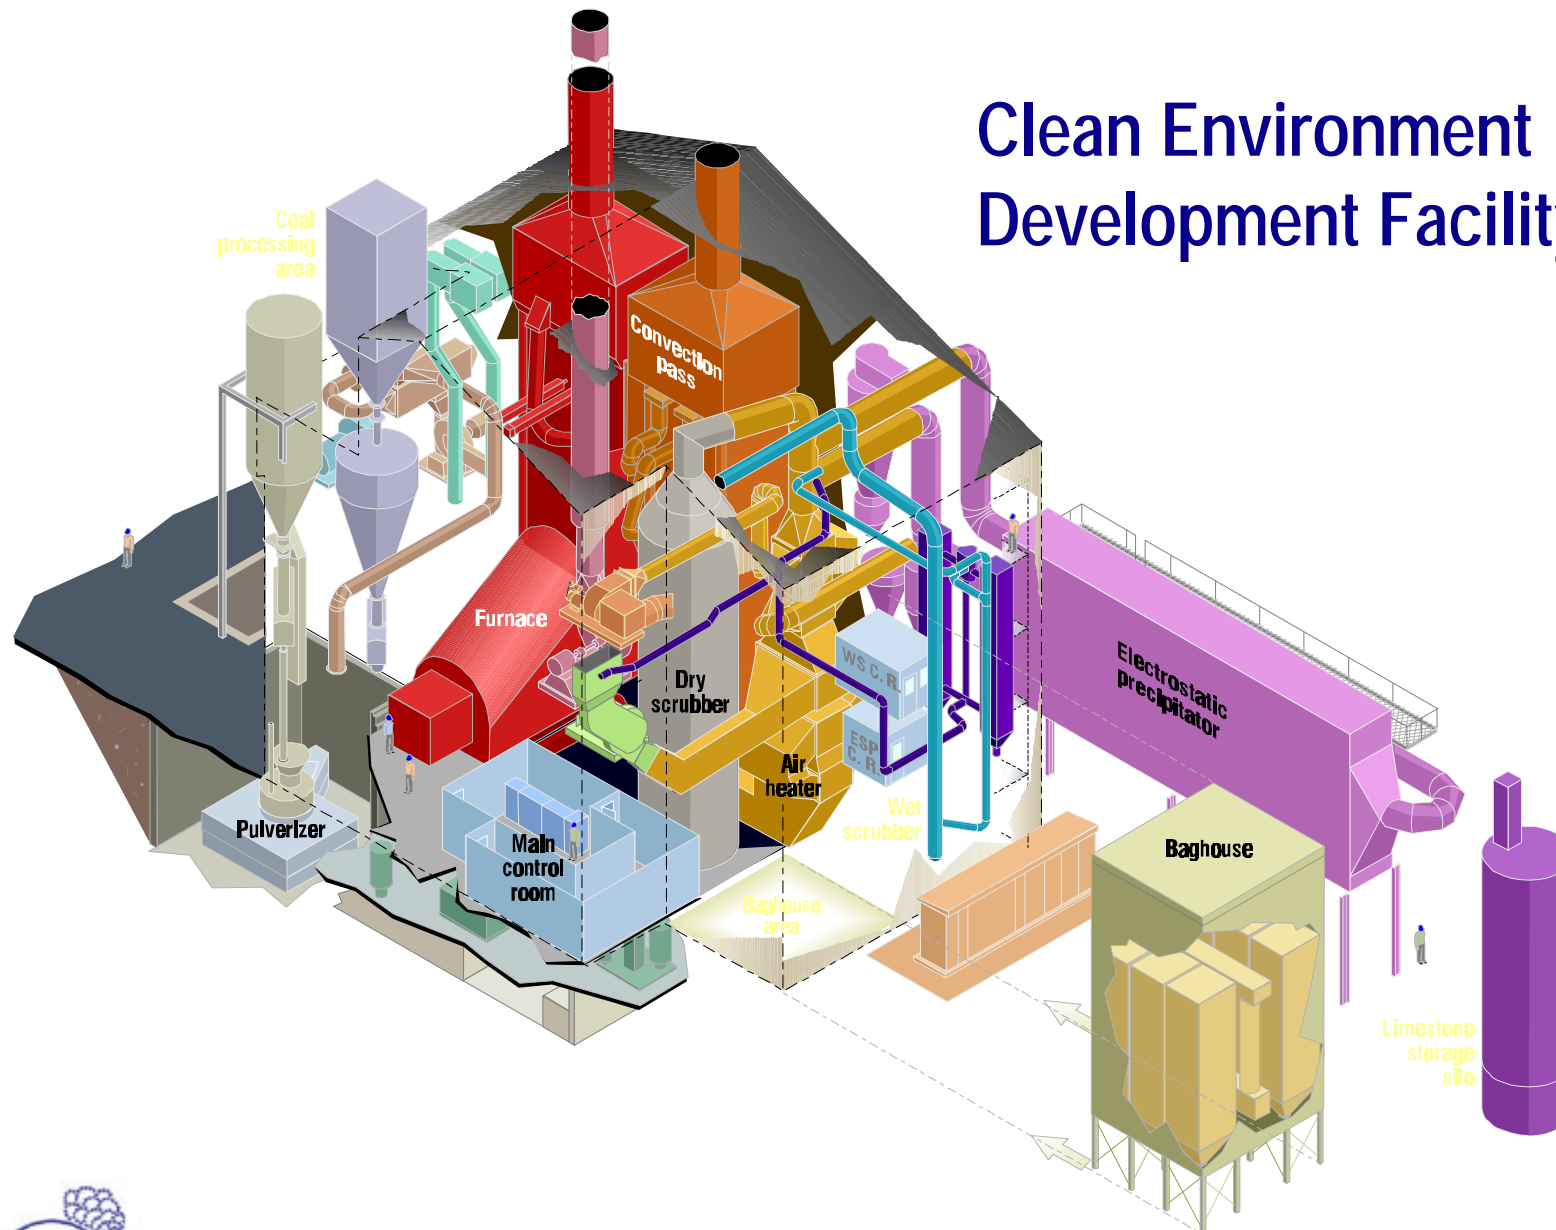 Clean Environment
Development Facility
Coal
processing
area
Convection
pass
Furnace
Dry
scrubber
WS C. R.
ESP
C. R.
Electrostatic
precipitator
Air
heater
Wet
scrubber
Pulverizer
Main
control
room
Baghouse
area
Baghouse
Limestone
storage
silo